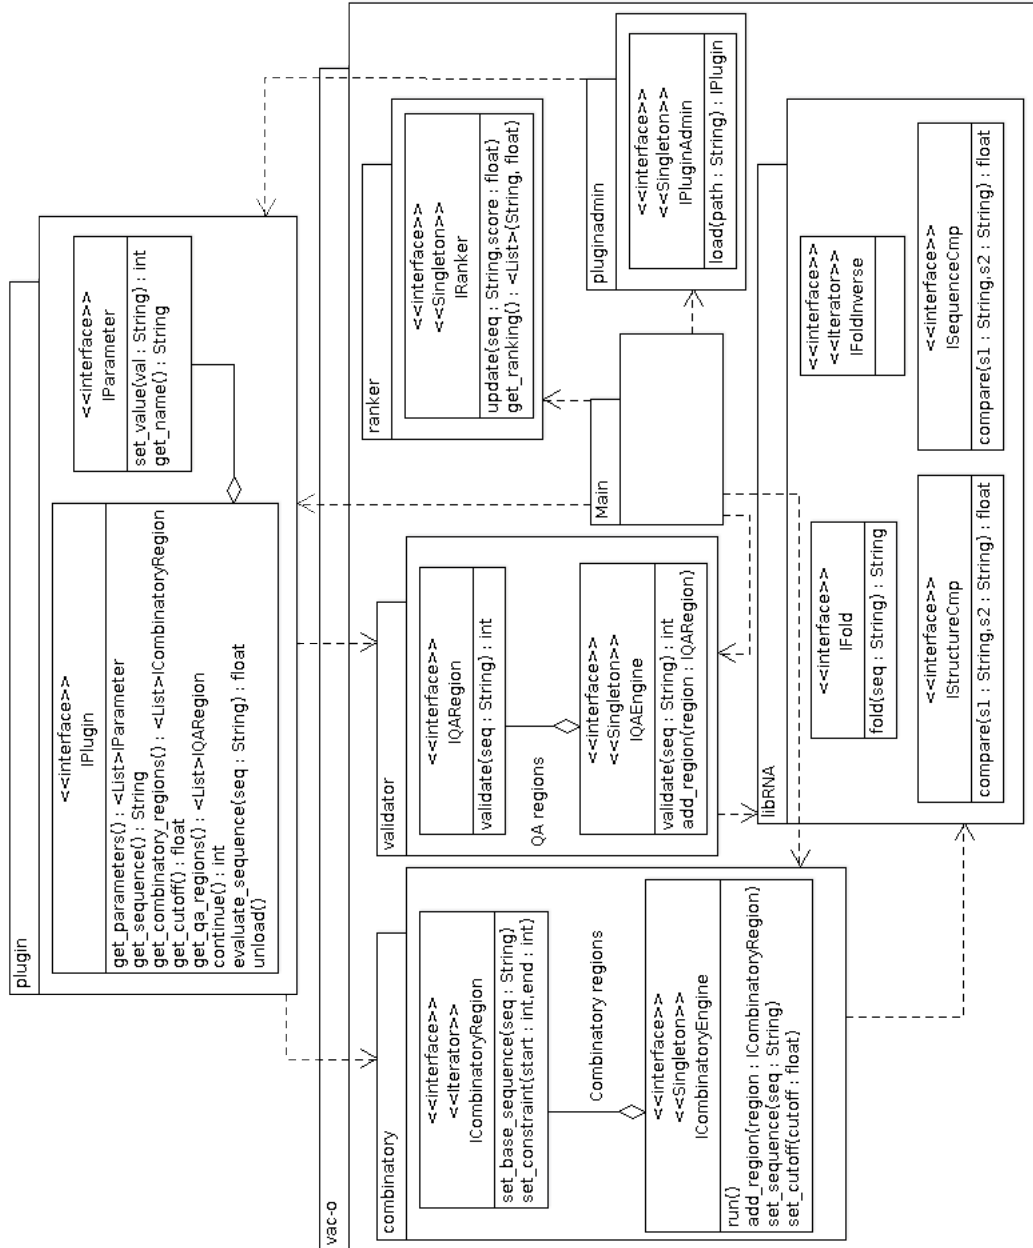 plugin
<<interface>>
IPlugin
get_parameters() : <List>IParameter
get_sequence() : String
get_combinatory_regions() : <List>ICombinatoryRegion
get_cutoff() : float
get_qa_regions() : <List>IQARegion
continue() : int
evaluate_sequence(seq : String) : float
unload()
<<interface>>
IParameter
set_value(val : String) : int
get_name() : String
vac-o
combinatory
<<interface>>
<<Iterator>>
ICombinatoryRegion
set_base_sequence(seq : String)
set_constraint(start : int,end : int)
Combinatory regions
<<interface>>
<<Singleton>>
ICombinatoryEngine
run()
add_region(region : ICombinatoryRegion)
set_sequence(seq : String)
set_cutoff(cutoff : float)
validator
<<interface>>
IQARegion
validate(seq : String) : int
QA regions
<<interface>>
<<Singleton>>
IQAEngine
validate(seq : String) : int
add_region(region : IQARegion)
ranker
<<interface>>
<<Singleton>>
IRanker
update(seq : String,score : float)
get_ranking() : <List>(String, float)
Main
pluginadmin
<<interface>>
<<Singleton>>
IPluginAdmin
load(path : String) : IPlugin
libRNA
<<interface>>
IFold
fold(seq : String) : String
<<interface>>
<<Iterator>>
IFoldInverse
<<interface>>
IStructureCmp
compare(s1 : String,s2 : String) : float
<<interface>>
ISequenceCmp
compare(s1 : String,s2 : String) : float